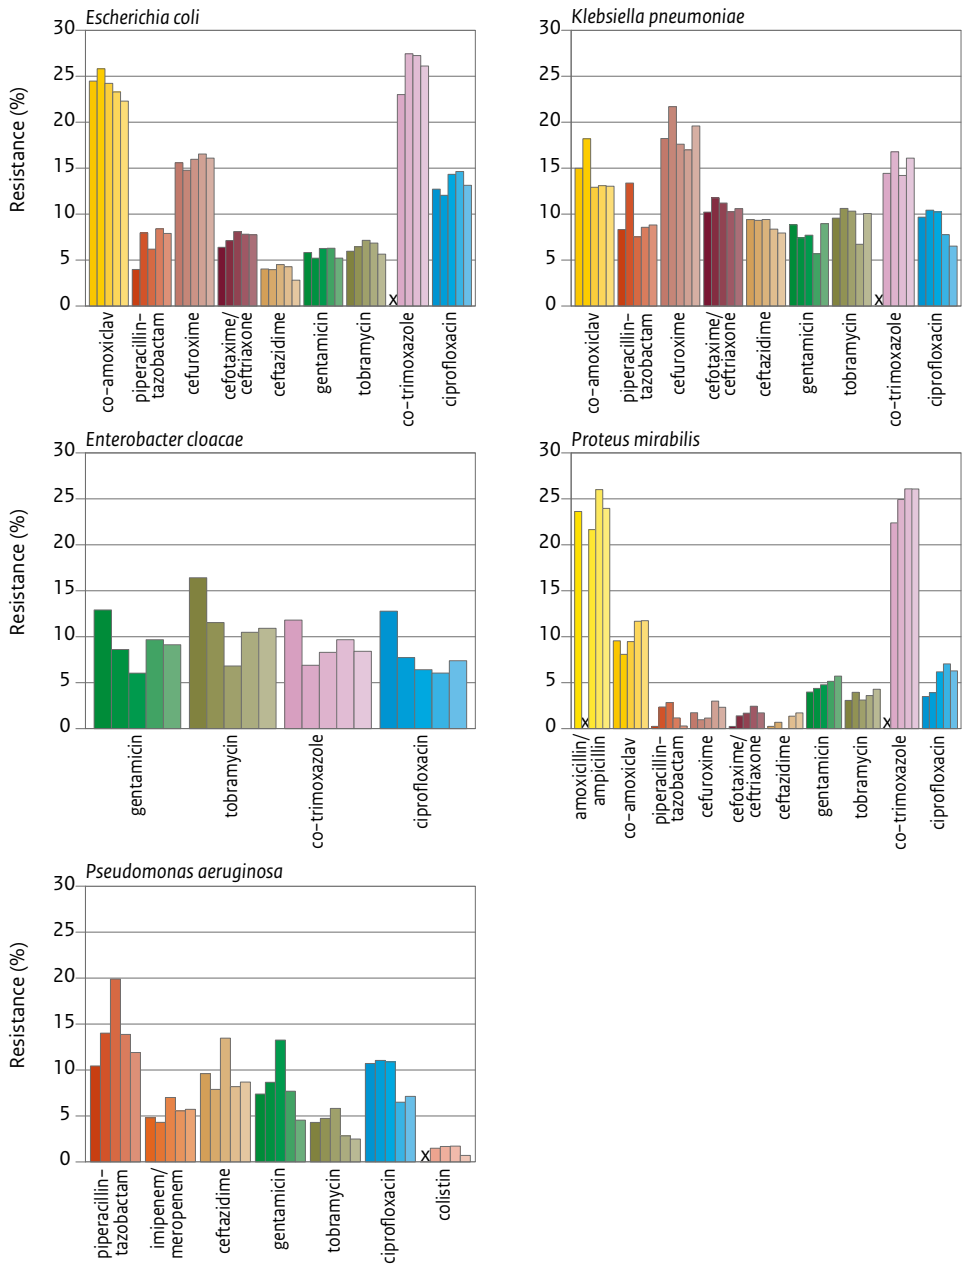 Escherichia coli
Resistance (%)
30
25
20
15
10
5
0
x
co–amoxiclav
piperacillin–
tazobactam
cefuroxime
cefotaxime/
ceftriaxone
ceftazidime
gentamicin
tobramycin
co–trimoxazole
ciprofloxacin
Klebsiella pneumoniae
30
25
20
15
10
5
0
x
co–amoxiclav
piperacillin–
tazobactam
cefuroxime
cefotaxime/
ceftriaxone
ceftazidime
gentamicin
tobramycin
co–trimoxazole
ciprofloxacin
Enterobacter cloacae
Resistance (%)
30
25
20
15
10
5
0
gentamicin
tobramycin
co–trimoxazole
ciprofloxacin
Proteus mirabilis
30
25
20
15
10
5
0
x
x
amoxicillin/
ampicillin
co–amoxiclav
piperacillin–
tazobactam
cefuroxime
cefotaxime/
ceftriaxone
ceftazidime
gentamicin
tobramycin
co–trimoxazole
ciprofloxacin
Pseudomonas aeruginosa
Resistance (%)
30
25
20
15
10
5
0
x
piperacillin–
tazobactam
imipenem/
meropenem
ceftazidime
gentamicin
tobramycin
ciprofloxacin
colistin